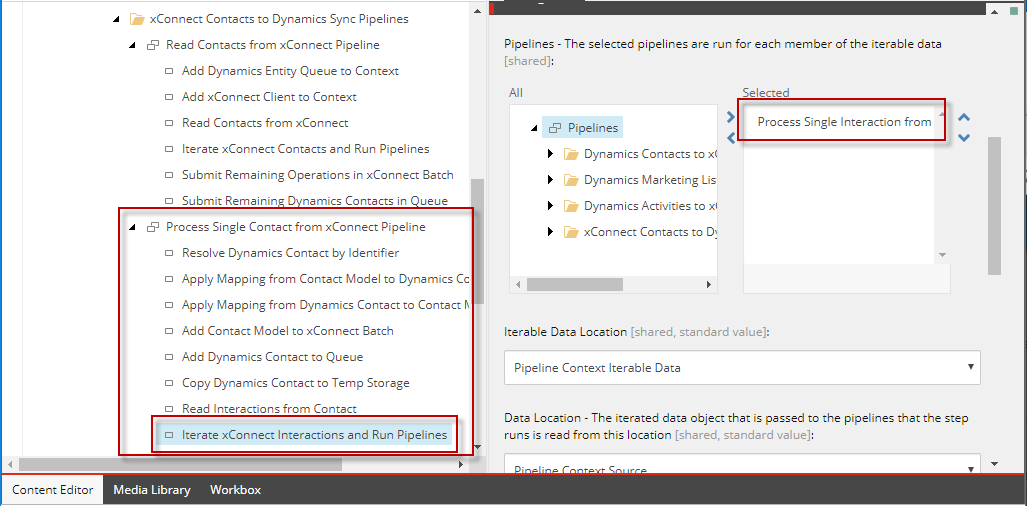 xConnect Contacts to Dynamics Sync Pipelines
Read Contacts from xConnect Pipeline
Add Dynamics Entity Queue to Context
Add xConnect Client to Context
Read Contacts from xConnect
Iterate xConnect Contacts and Run Pipelines
Submit Remaining Operations in xConnect Batch
Submit Remaining Dynamics Contacts in Queue
Process Single Contact from xConnect Pipeline
Resolve Dynamics Contact by Identifier
Apply Mapping from Contact Model to Dynamics Co
Apply Mapping from Dynamics Contact to Contact M
Add Contact Model to xConnect Batch
Add Dynamics Contact to Queue
Copy Dynamics Contact to Temp Storage
Read Interactions from Contact
Iterate xConnect Interactions and Run Pipelines
Pipelines - The selected pipelines are run for each member of the iterable data
[shared]:
All
Selected
Pipelines
Dynamics Contacts to xC
Dynamics Marketing List
Dynamics Activities to xC
xConnect Contacts to Dy
Process Single Interaction from
Iterable Data Location [shared, standard value]:
Pipeline Context Iterable Data
Data Location - The iterated data object that is passed to the pipelines that the step
runs is read from this location [shared, standard value]:
Pipeline Context Source
Content Editor Media Library Workbox